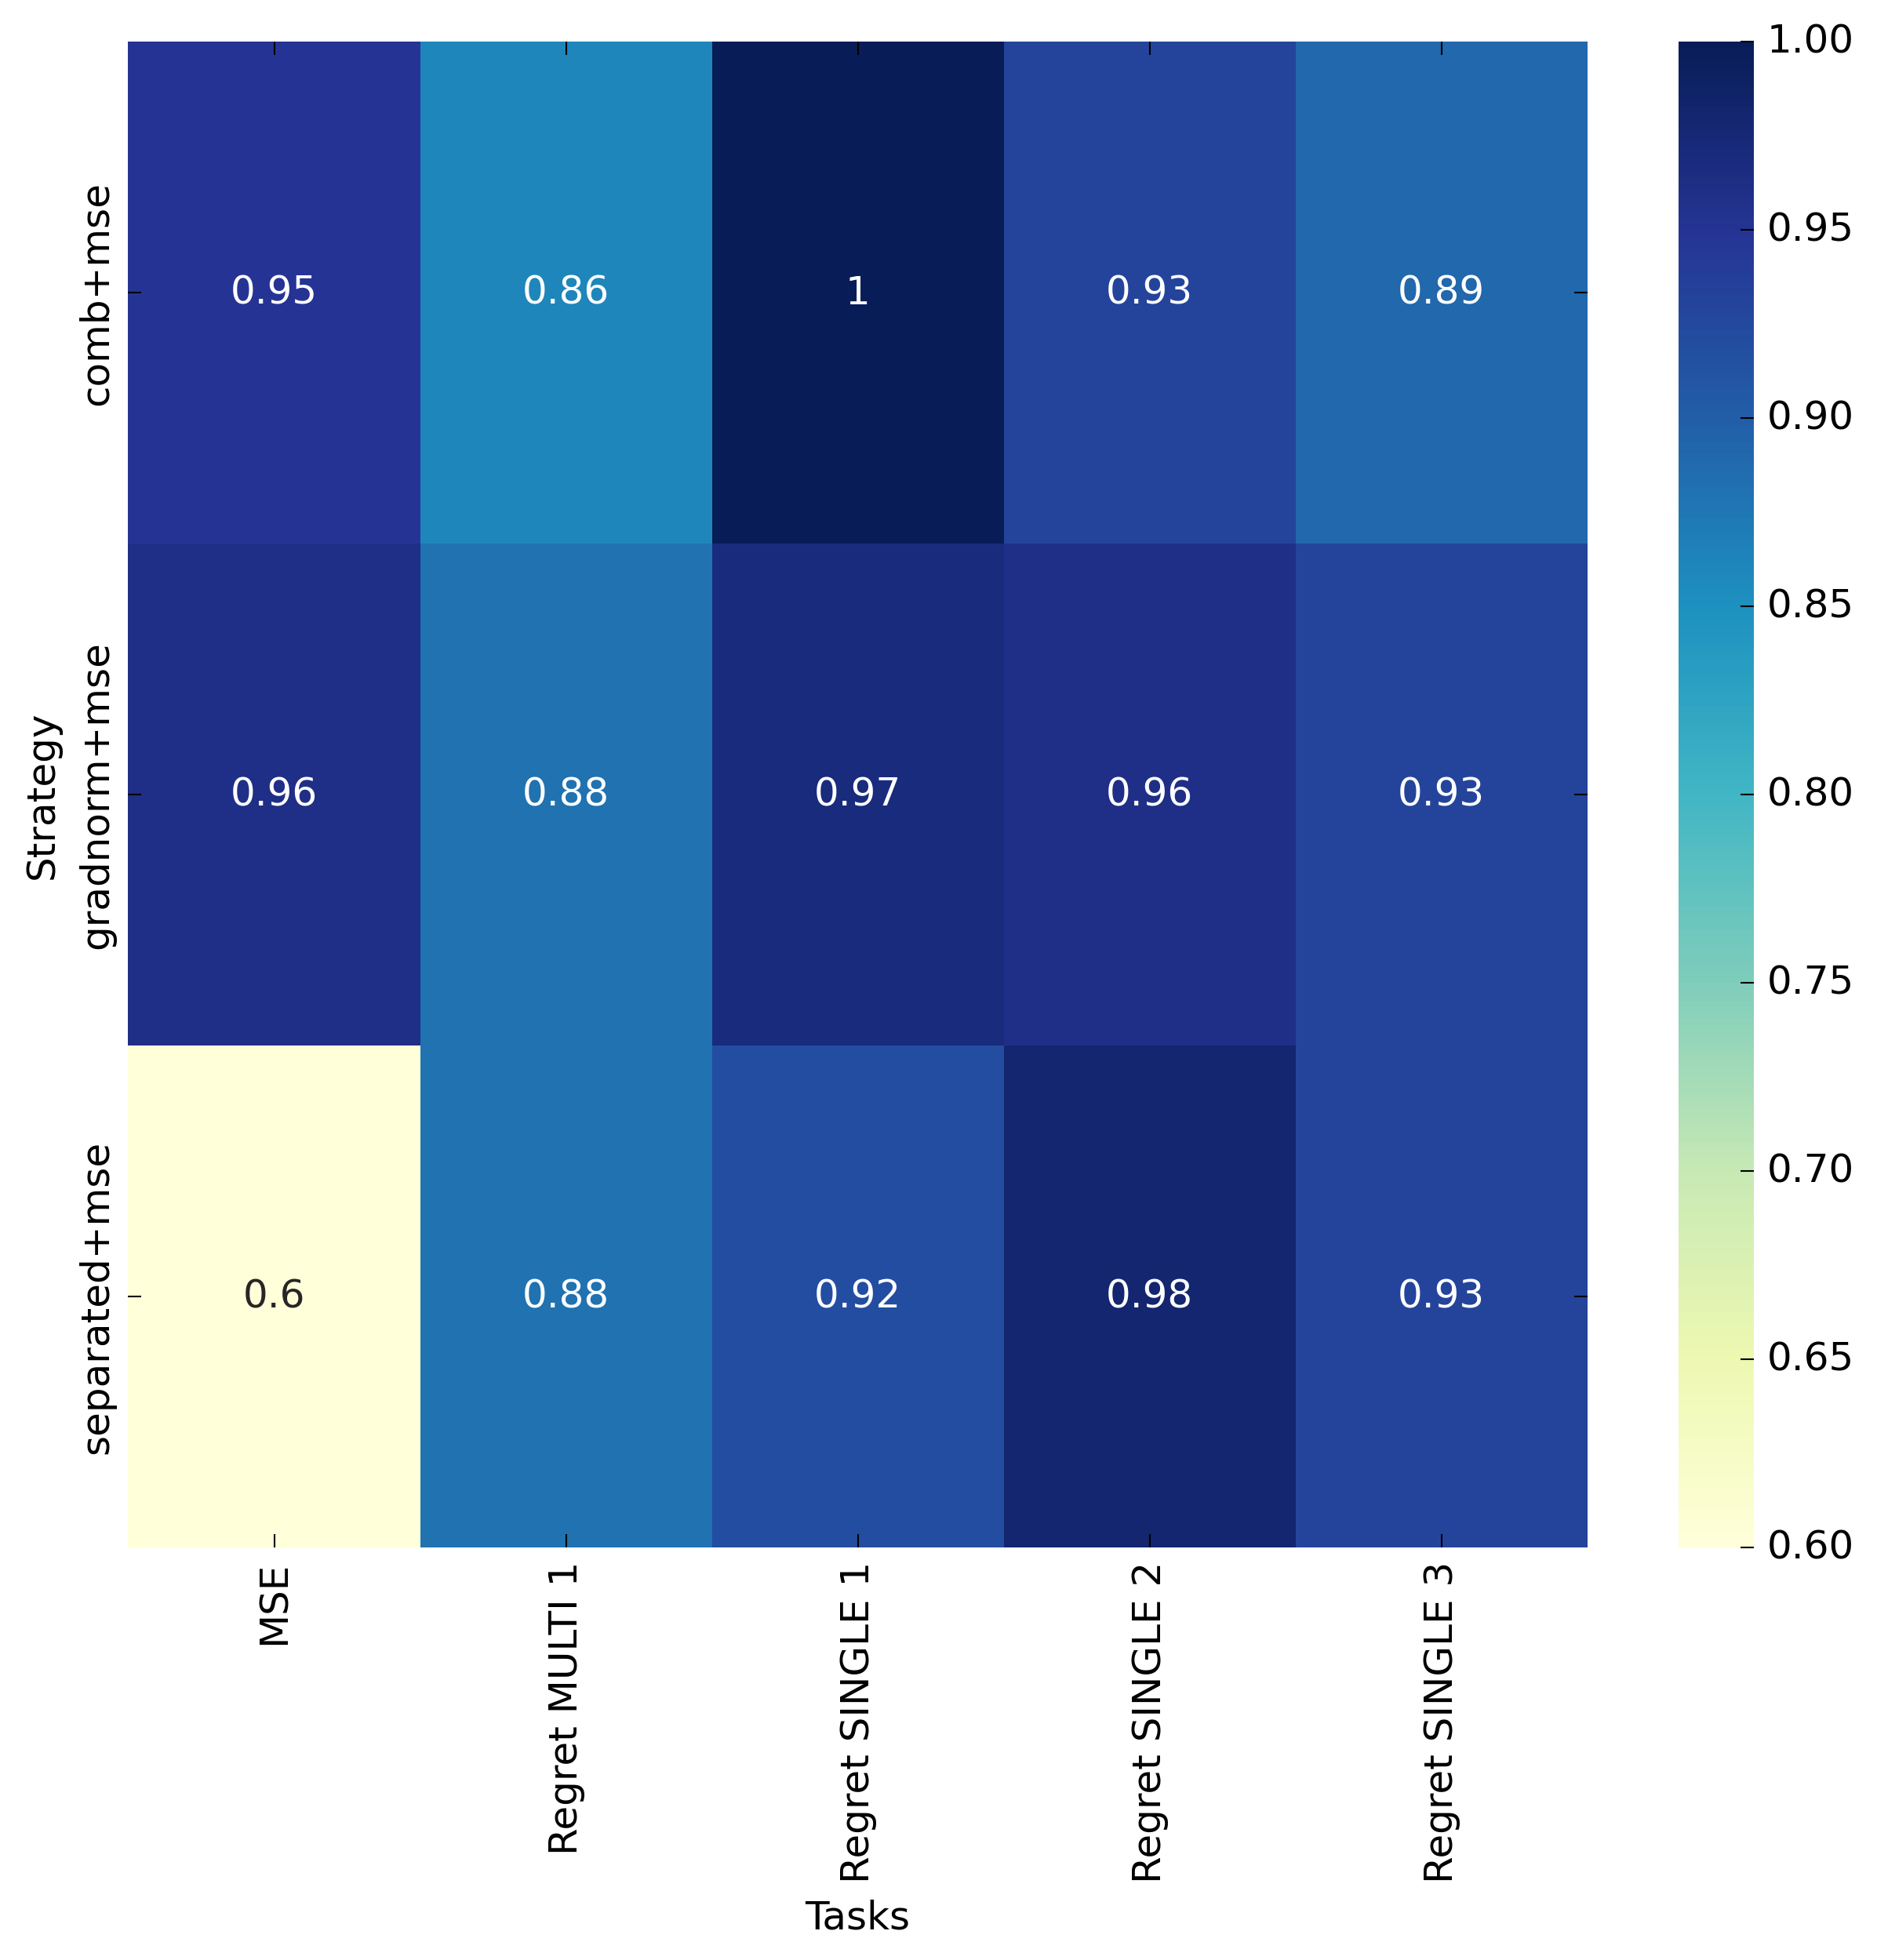 Strategy
comb+mse
0.95 0.86 1 0.93 0.89
gradnorm+mse
0.96 0.88 0.97 0.96 0.93
separated+mse
0.6 0.88 0.92 0.98 0.93
MSE
Regret MULTI 1
Regret SINGLE 1
Regret SINGLE 2
Regret SINGLE 3
Tasks
1.00
0.95
0.90
0.85
0.80
0.75
0.70
0.65
0.60